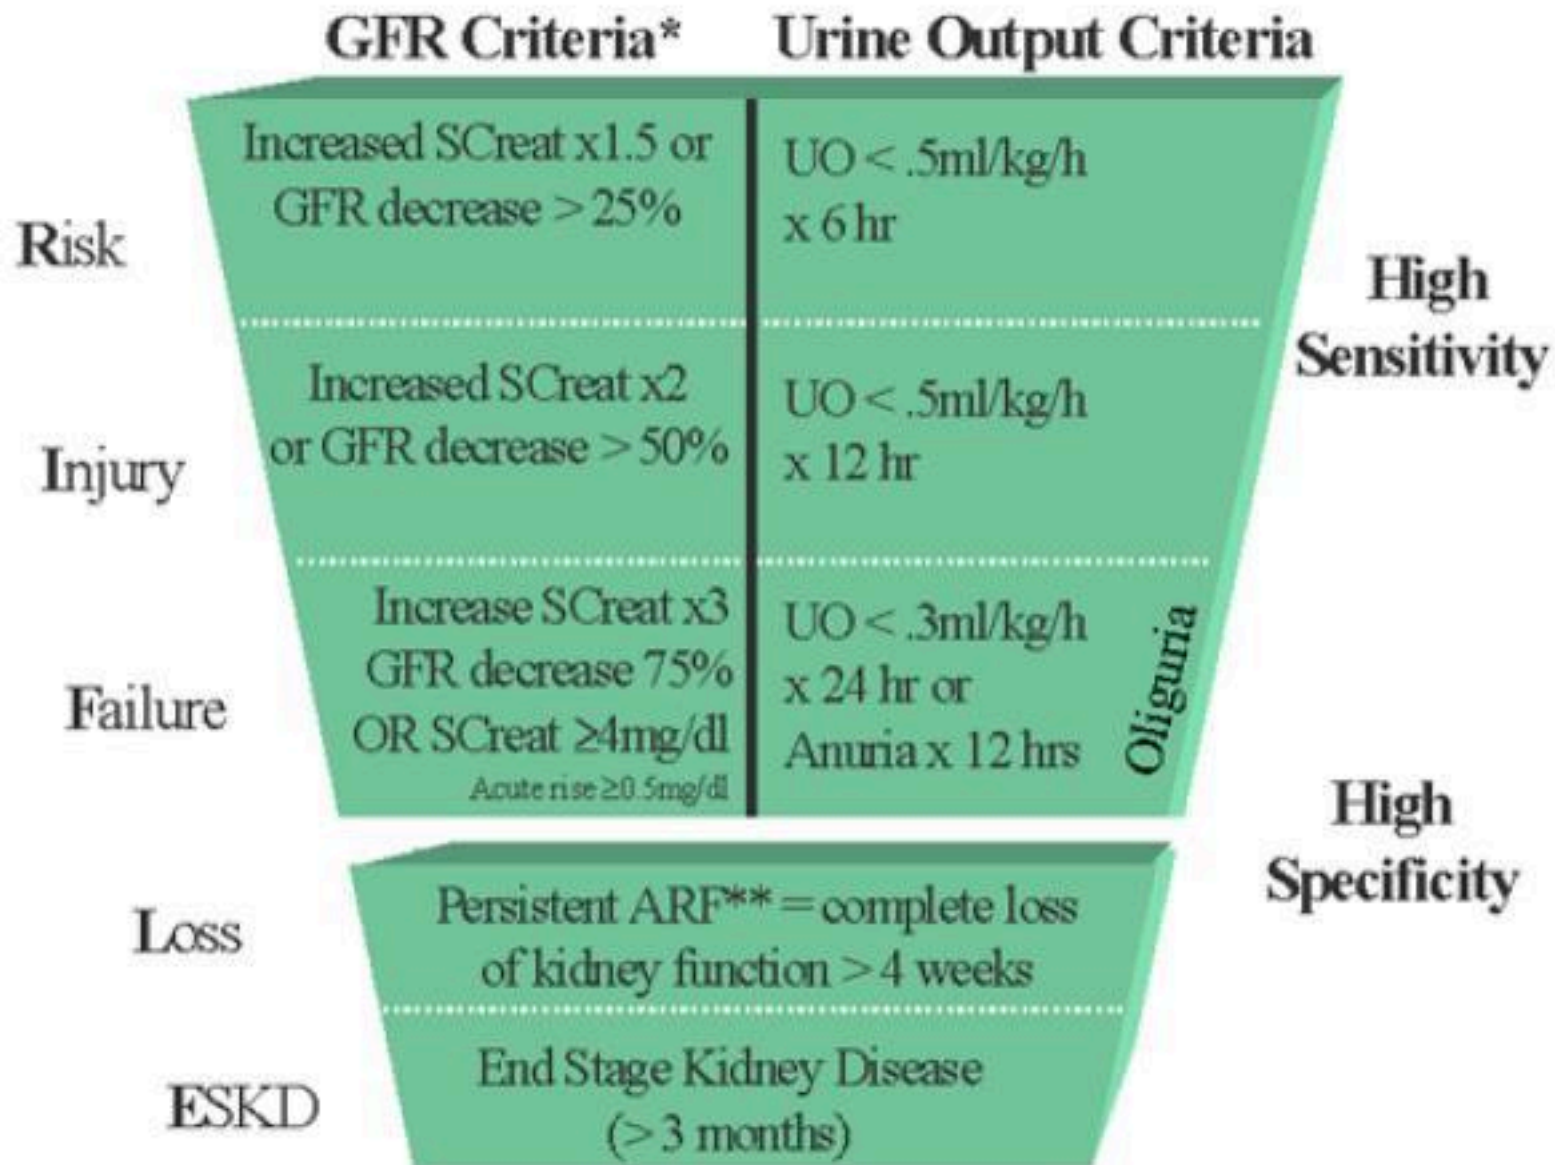 GFR Criteria*
Urine Output Criteria
Risk
Increased SCreat x1.5 or
GFR decrease > 25%
UO < .5ml/kg/h
x 6 hr
High
Sensitivity
Injury
Increased SCreat x2
or GFR decrease > 50%
UO < .5ml/kg/h
x 12 hr
Failure
Increase SCreat x3
GFR decrease 75%
OR SCreat ≥4mg/dl
Acute rise ≥0.5mg/dl
UO < .3ml/kg/h
x 24 hr or
Anuria x 12 hrs
Oliguria
High
Specificity
Loss
Persistent ARF** = complete loss
of kidney function > 4 weeks
ESKD
End Stage Kidney Disease
(> 3 months)